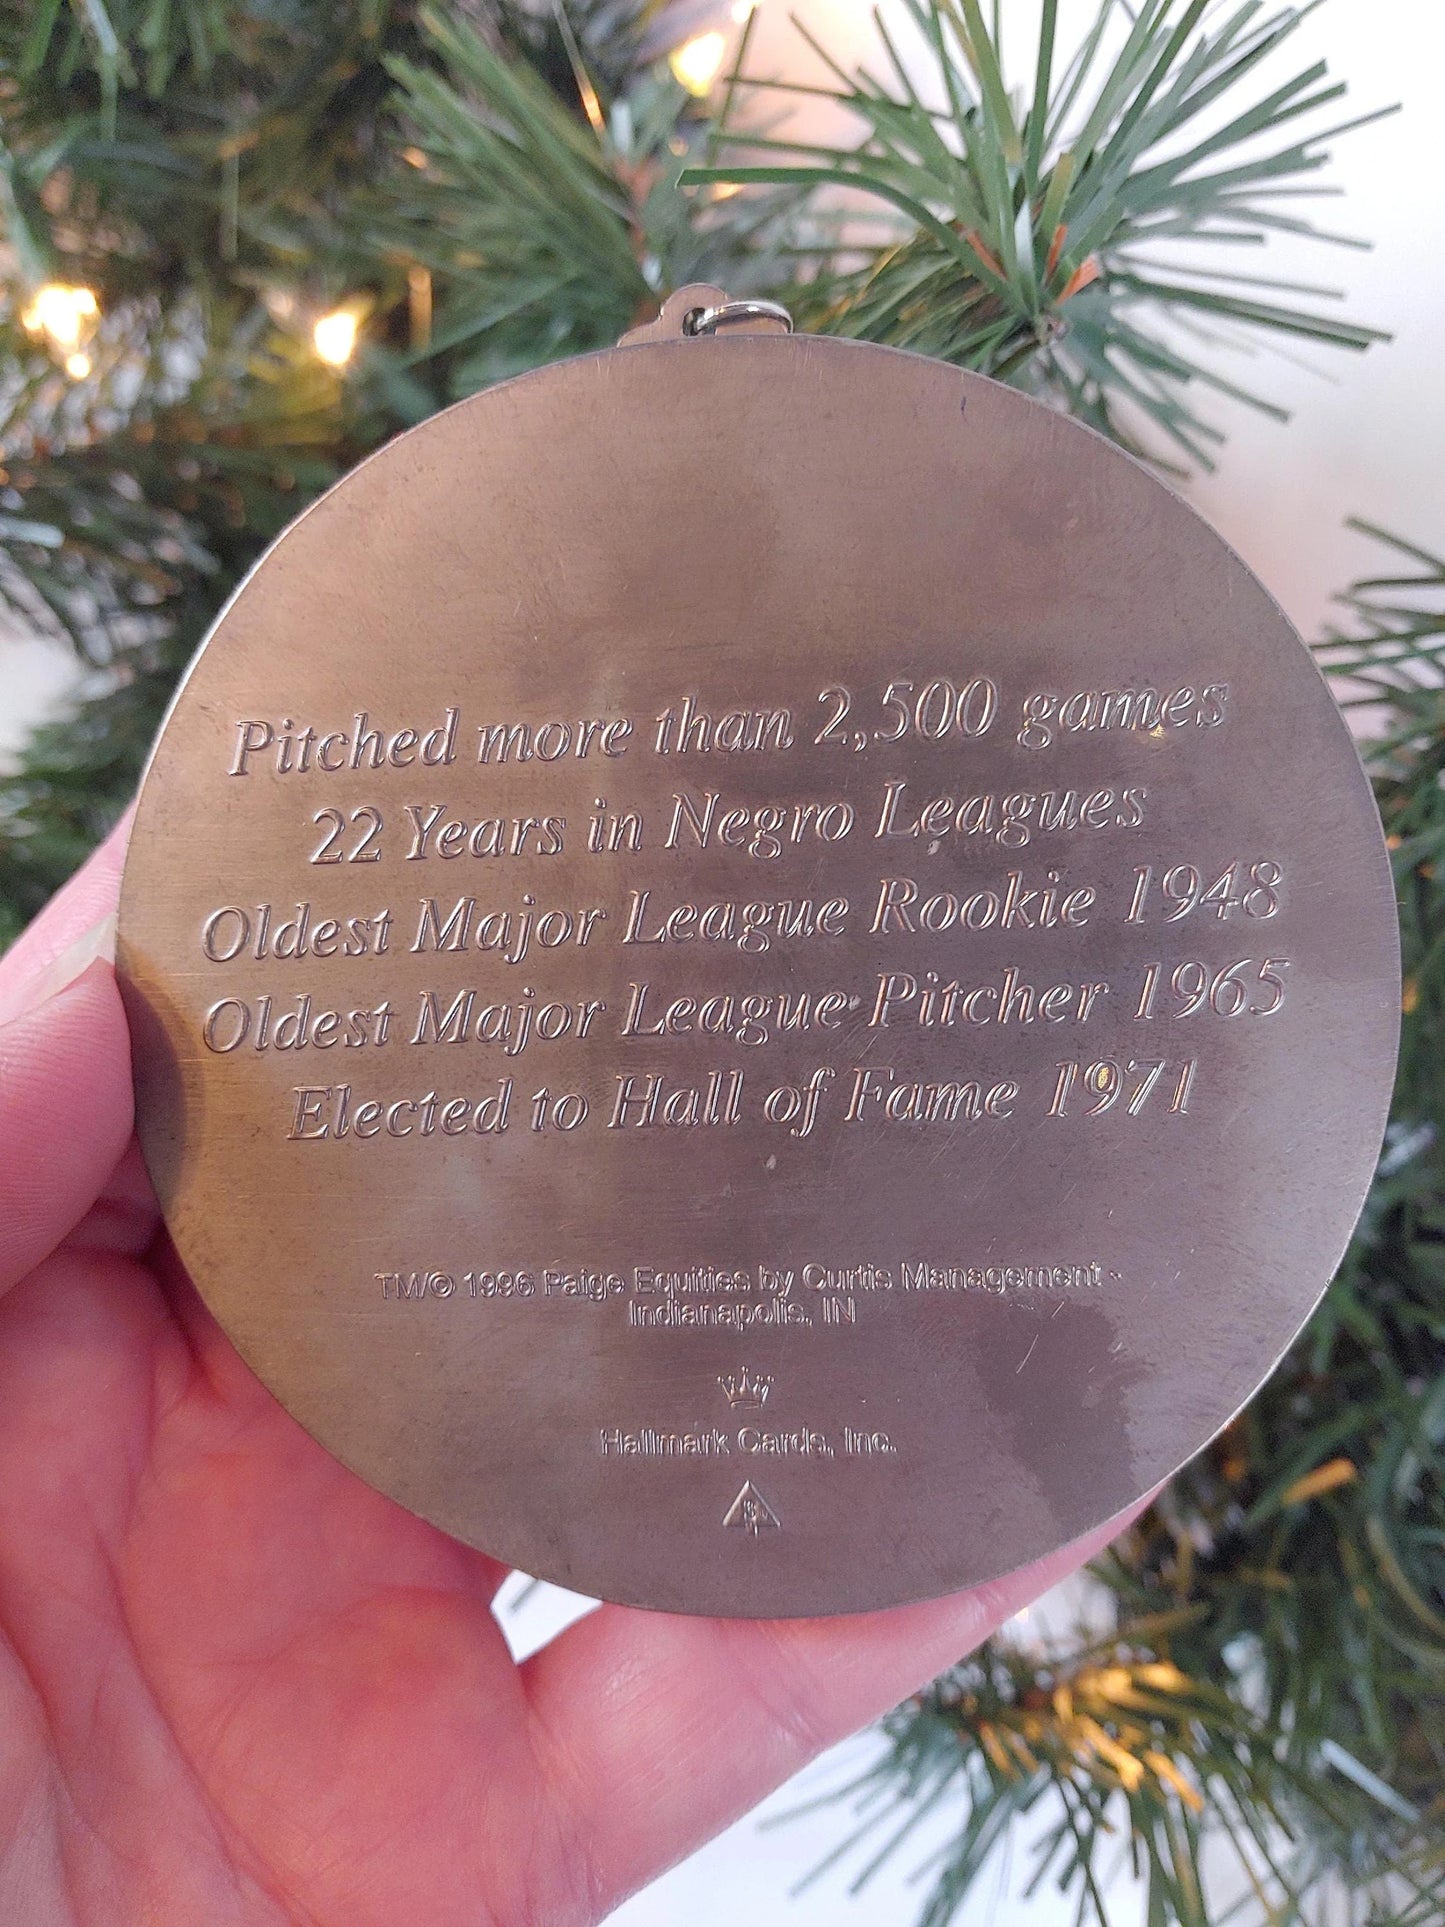 Pitched more than 2,500 games
22 Years in Negro Leagues
Oldest Major League Rookie 1948
Oldest Major League Pitcher 1965
Elected to Hall of Fame 1971
TM/© 1996 Paige Equities by Curtis Management -
Indianapolis, IN
Hallmark Cards, Inc.